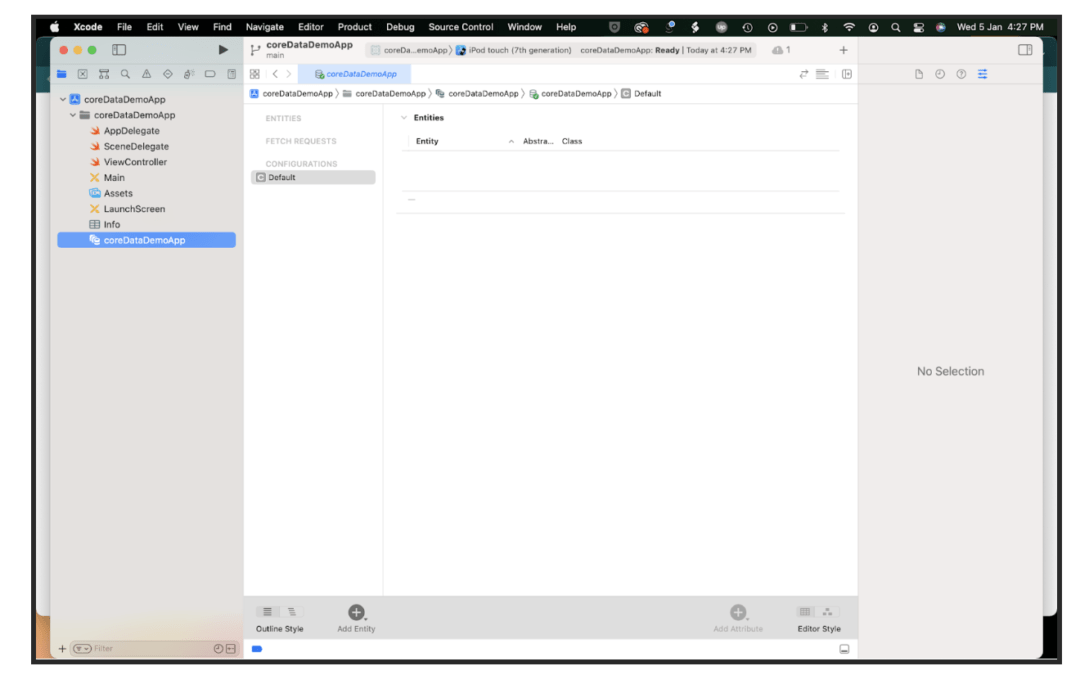 Xcode File Edit View Find Navigate Editor Product Debug Source Control Window Help Wed 5 Jan 4:27 PM
coreDataDemoApp
main
coreDa...emoApp iPod touch (7th generation) coreDataDemoApp: Ready | Today at 4:27 PM 1
coreDataDemoApp
coreDataDemoApp coreDataDemoApp coreDataDemoApp coreDataDemoApp Default
coreDataDemoApp
coreDataDemoApp
AppDelegate
SceneDelegate
ViewController
Main
Assets
LaunchScreen
Info
coreDataDemoApp
ENTITIES
FETCH REQUESTS
CONFIGURATIONS
Default
Entities
Entity Abstra... Class
No Selection
Outline Style Add Entity Add Attribute Editor Style
Filter